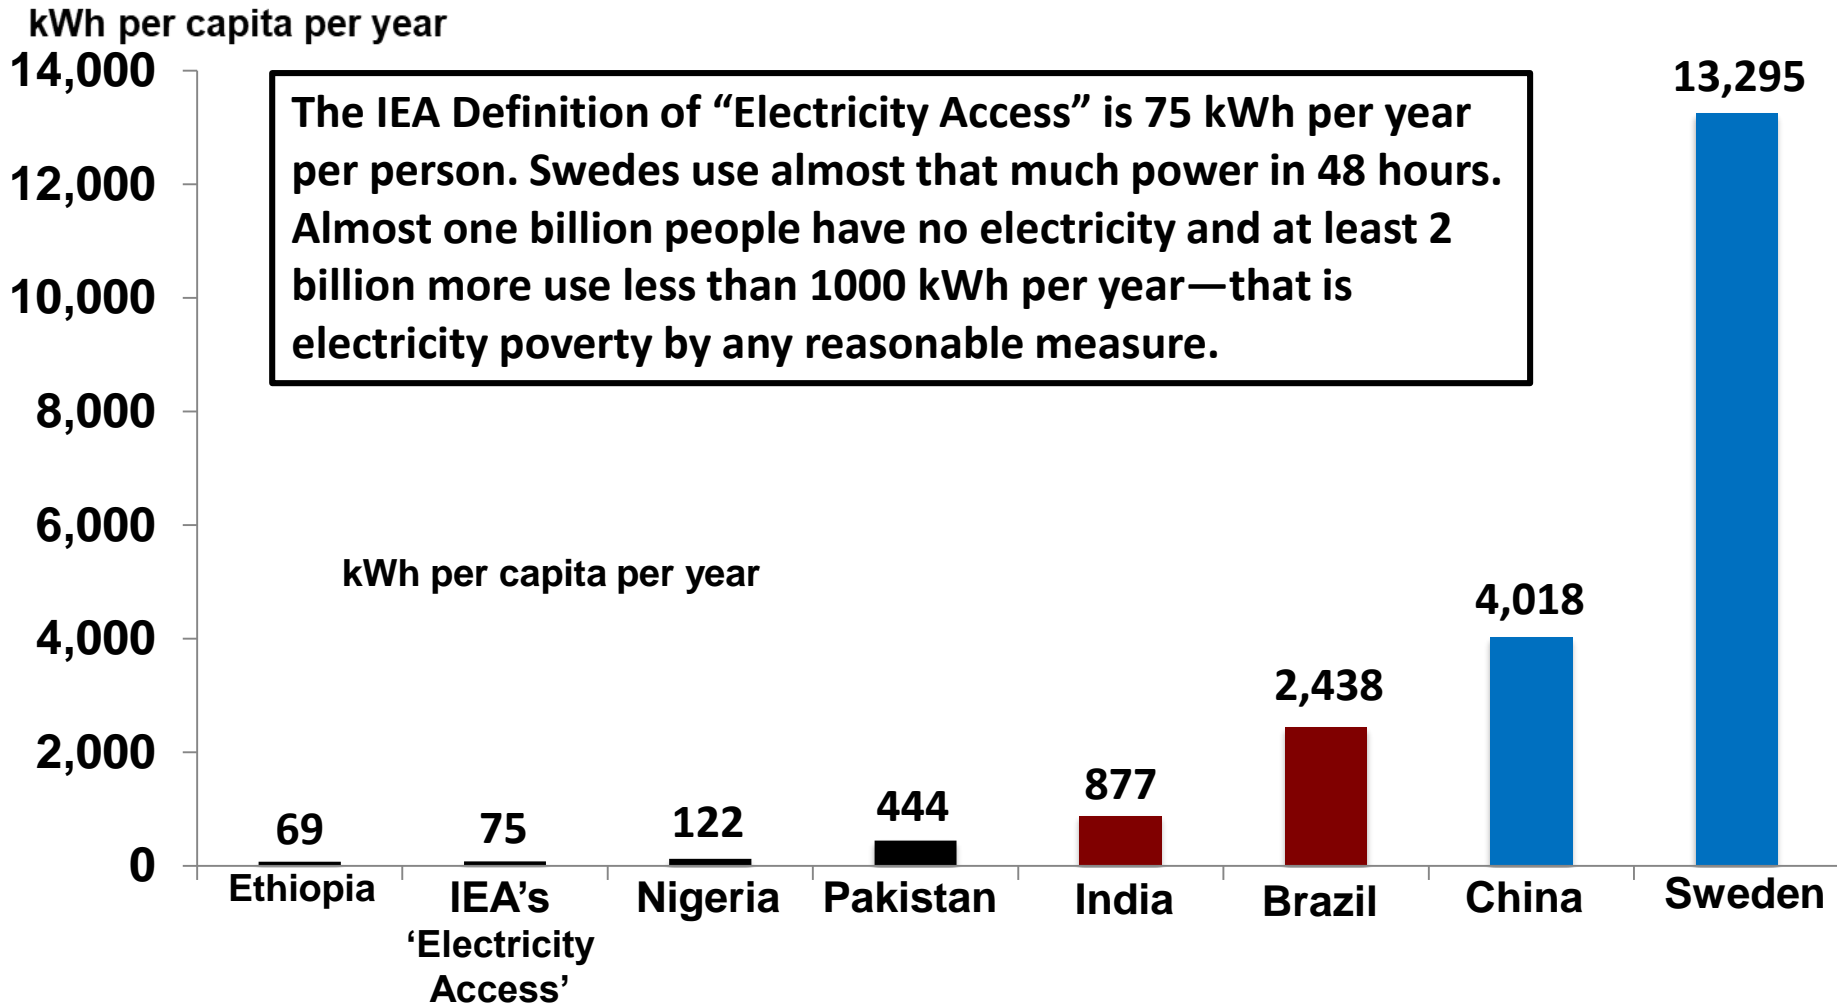 kWh per capita per year
14,000
12,000
10,000
8,000
6,000
4,000
2,000
0
The IEA Definition of “Electricity Access” is 75 kWh per year
per person. Swedes use almost that much power in 48 hours.
Almost one billion people have no electricity and at least 2
billion more use less than 1000 kWh per year—that is
electricity poverty by any reasonable measure.
kWh per capita per year
69
75
122
444
877
2,438
4,018
13,295
Ethiopia
IEA’s
‘Electricity
Access’
Nigeria
Pakistan
India
Brazil
China
Sweden